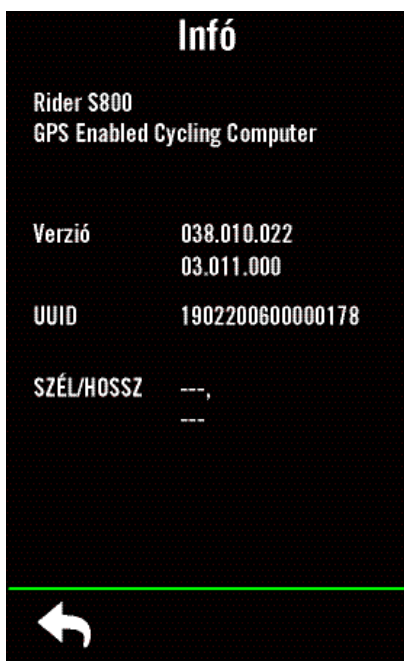 Infó
Rider S800
GPS Enabled Cycling Computer
Verzió 038.010.022
03.011.000
UUID 1902200600000178
SZÉL/HOSSZ ---,
---